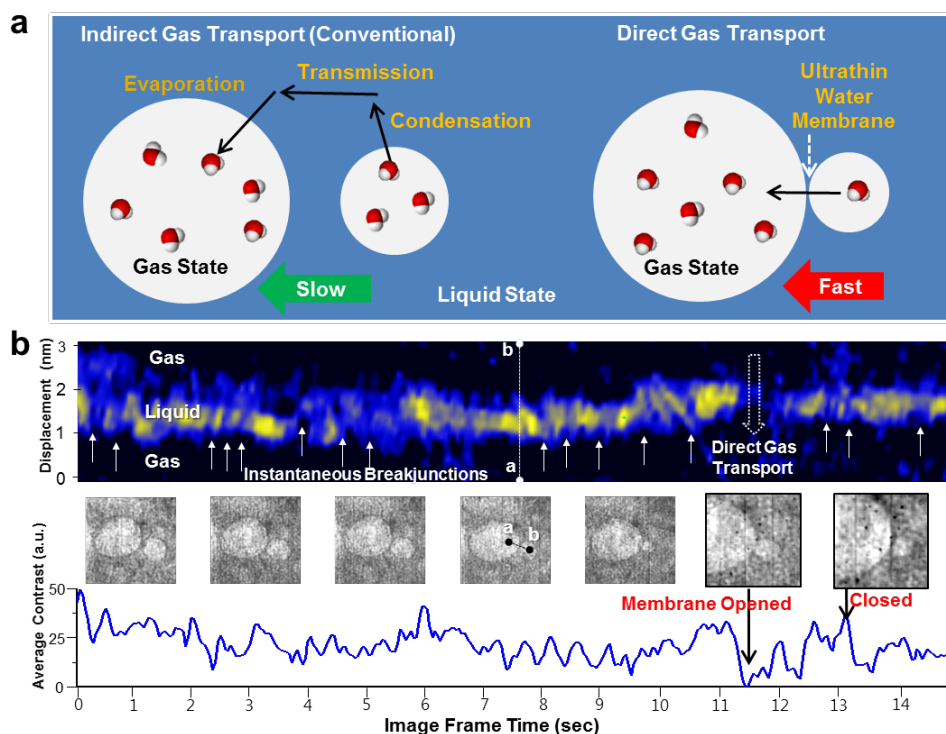 a
Indirect Gas Transport (Conventional)
Direct Gas Transport
Evaporation
Transmission
Condensation
Ultrathin
Water
Membrane
Gas State
Gas State
Slow
Liquid State
Fast
b
Displacement (nm)
3
2
1
0
Gas
Liquid
Gas
b
a
Instantaneous Breakjunctions
Direct Gas
Transport
a
b
Membrane Opened
Closed
Average Contrast (a.u.)
50
25
0
0 1 2 3 4 5 6 7 8 9 10 11 12 13 14
Image Frame Time (sec)